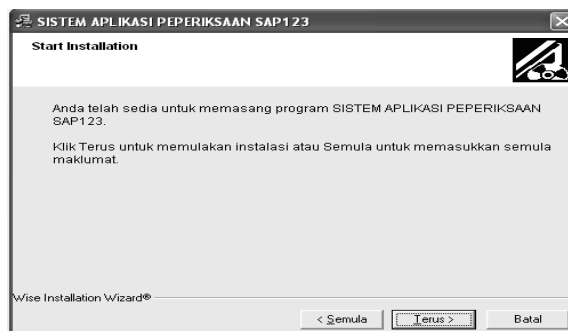 SISTEM APLIKASI PEPERIKSAAN SAP123
Start Installation
Anda telah sedia untuk memasang program SISTEM APLIKASI PEPERIKSAAN
SAP123.
Klik Terus untuk memulakan instalasi atau Semula untuk memasukkan semula
maklumat.
Wise Installation Wizard®
< Semula
Terus >
Batal